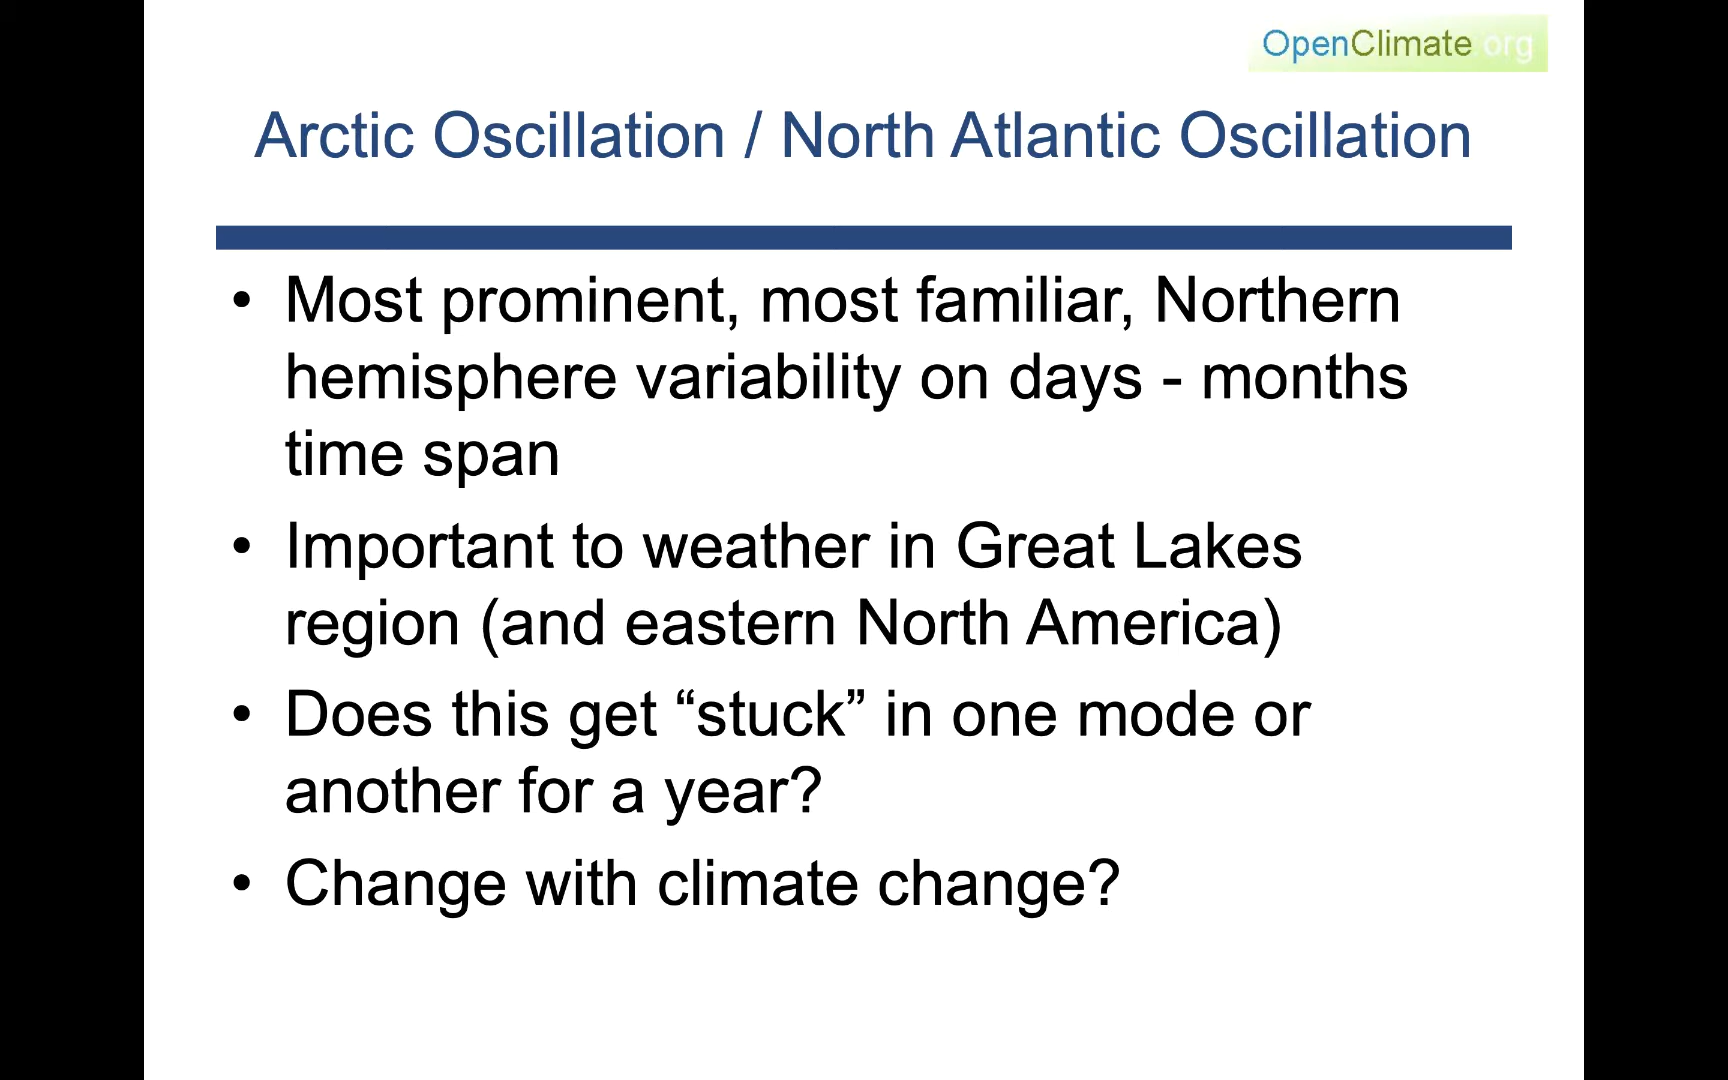 OpenClimate org
Arctic Oscillation / North Atlantic Oscillation
• Most prominent, most familiar, Northern
hemisphere variability on days - months
time span
• Important to weather in Great Lakes
region (and eastern North America)
• Does this get “stuck” in one mode or
another for a year?
• Change with climate change?